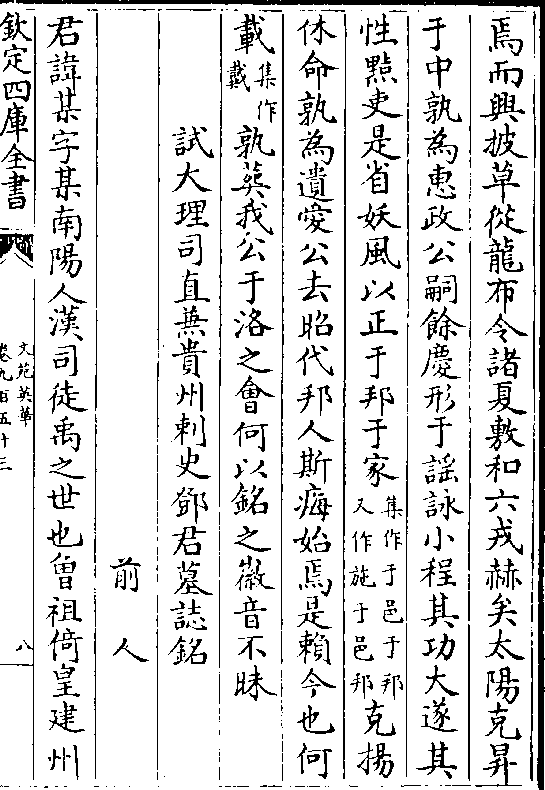 焉而興披草從龍布令諸夏敷和六戎赫矣太陽克昇
于中孰為惠政公嗣餘慶形于謡詠小程其功大遂其
性黠吏是省妖風以正于邦于家集作于邑于邦又作施于邑邦克揚
休命孰為遺愛公去昭代邦人斯痗始焉是賴今也何
載集作戴孰葬我公于洛之會何以銘之徽音不昧
試大理司直兼貴州刺史鄧君墓誌銘
前人
君諱某字某南陽人漢司徒禹之世也曾祖倚皇建州
欽定四庫全書
文苑英華
卷九百五十三
八